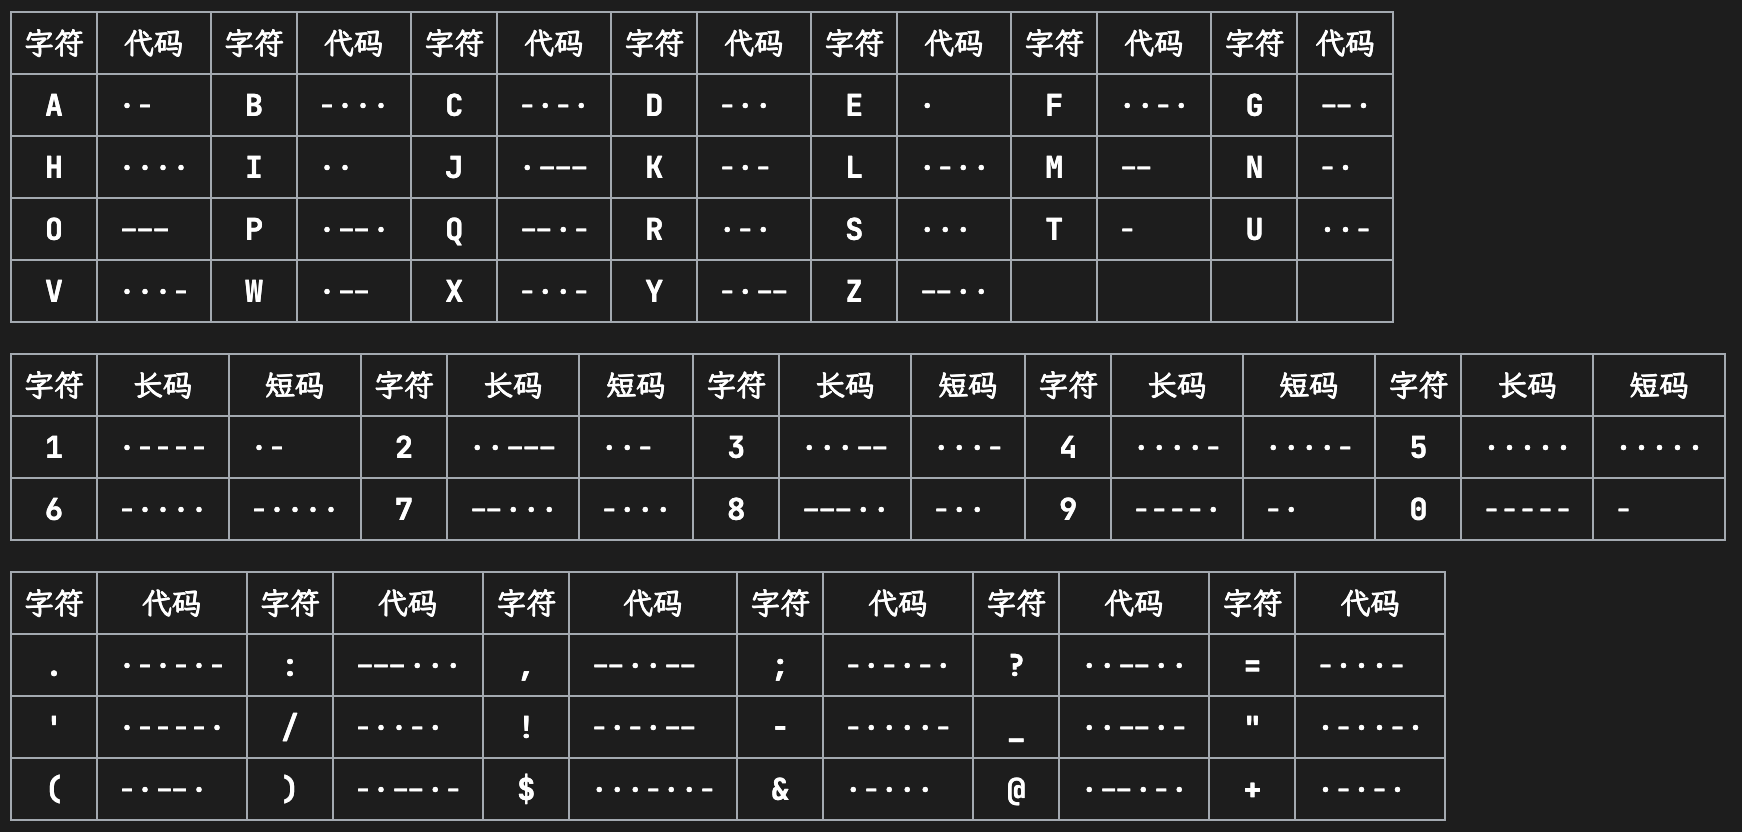 字符 代码 字符 代码 字符 代码 字符 代码 字符 代码 字符 代码 字符 代码
A ·- B -··· C -·-· D -·· E · F ··-· G --·
H ···· I ·· J ·--- K -·- L ·-·· M -- N -·
O --- P ·--· Q --·- R ·-· S ··· T - U ··-
V ···- W ·-- X -··- Y -·-- Z --··
字符 长码 短码 字符 长码 短码 字符 长码 短码 字符 长码 短码 字符 长码 短码
1 ·---- ·- 2 ··--- ··- 3 ···-- ···- 4 ····- ····- 5 ····· ·····
6 -···· -···· 7 --··· -··· 8 ---·· -·· 9 ----· -· 0 ----- -
字符 代码 字符 代码 字符 代码 字符 代码 字符 代码 字符 代码
. ·-·-·- : ---··· , --··-- ; -·-·-· ? ··--·· = -···-
' ·----· / -··-· ! -·-·-- - -····- _ ··--·- " ·-··-·
( -·--· ) -·--·- $ ···-··- & ·-··· @ ·--·-· + ·-·-·